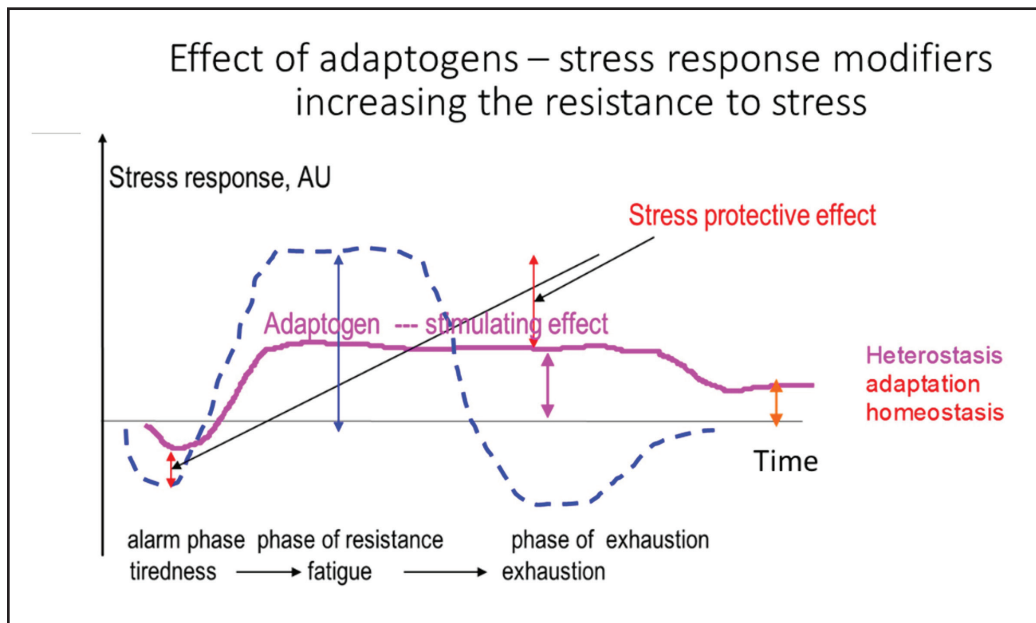 Effect of adaptogens – stress response modifiers
increasing the resistance to stress
Stress response, AU
Stress protective effect
Adaptogen --- stimulating effect
Heterostasis
adaptation
homeostasis
Time
alarm phase phase of resistance phase of exhaustion
tiredness fatigue exhaustion